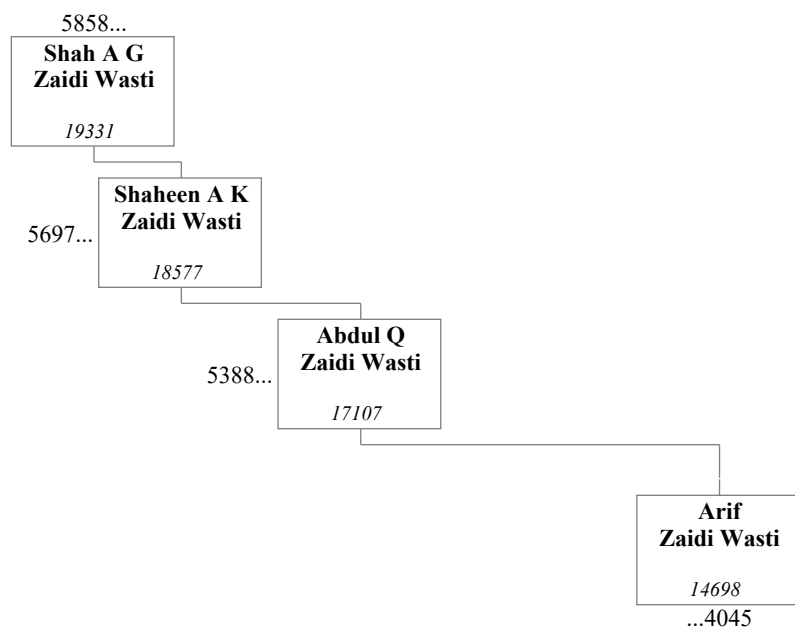 5858...
Shah A G
Zaidi Wasti
19331
Shaheen A K
Zaidi Wasti
5697...
18577
Abdul Q
Zaidi Wasti
5388...
17107
Arif
Zaidi Wasti
14698
...4045